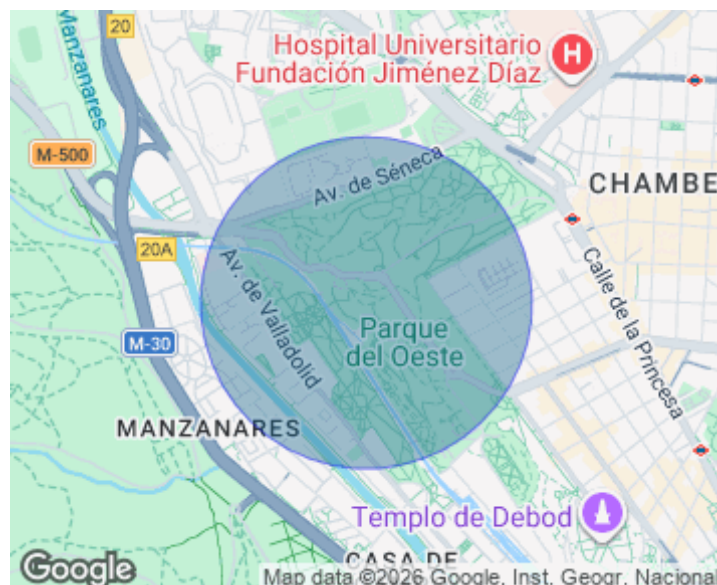 20
Manzanares
Hospital Universitario
Fundación Jiménez Díaz
H
M-500
Av. de Séneca
CHAMBE
20A
Av. de Valladolid
Calle de la Princesa
M-30
Parque
del Oeste
MANZANARES
Templo de Debod
CASA DE
Google
Map data ©2026 Google, Inst. Geogr. Nacional